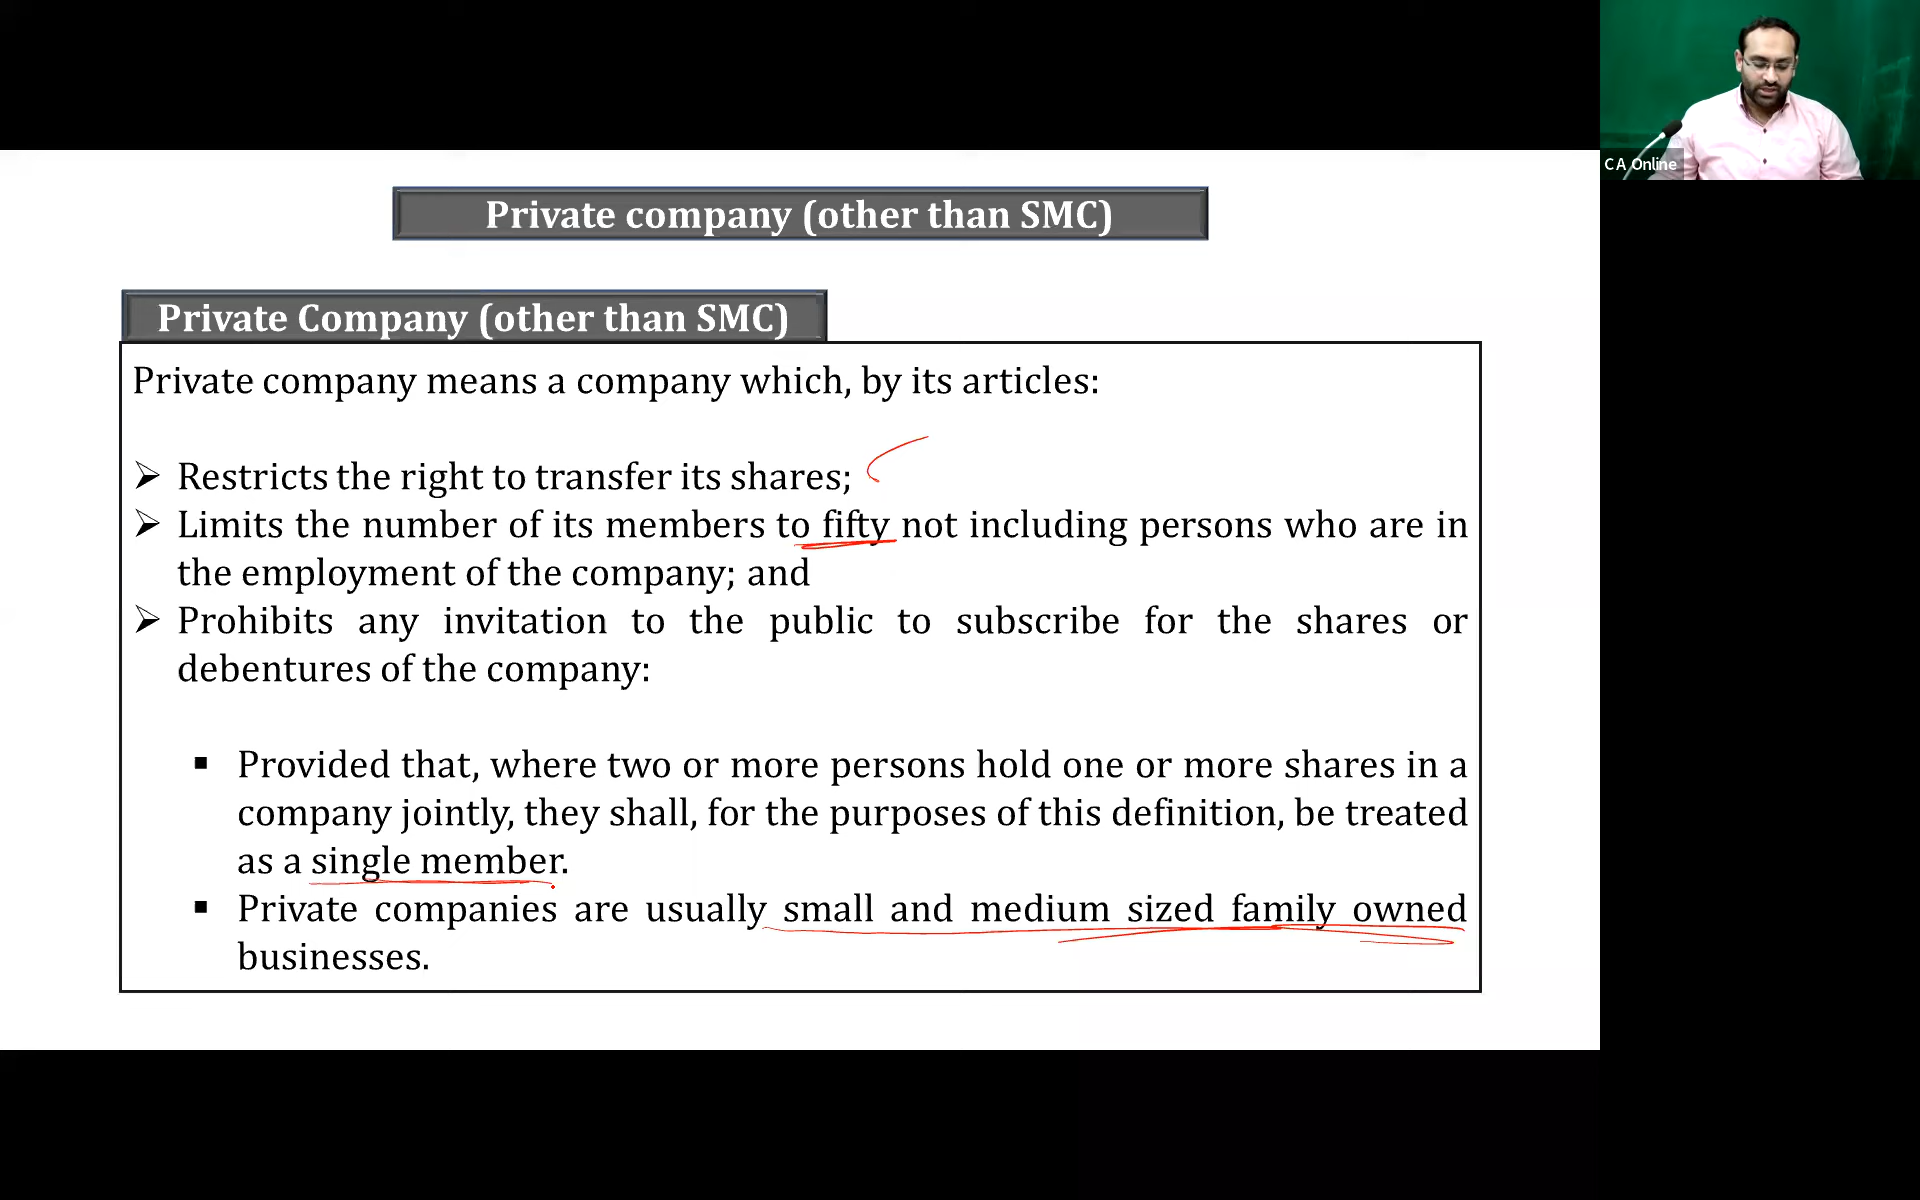 C A Online
Private company (other than SMC)
Private Company (other than SMC)
Private company means a company which, by its articles:
➢ Restricts the right to transfer its shares;
➢ Limits the number of its members to fifty not including persons who are in
the employment of the company; and
➢ Prohibits any invitation to the public to subscribe for the shares or
debentures of the company:
▪ Provided that, where two or more persons hold one or more shares in a
company jointly, they shall, for the purposes of this definition, be treated
as a single member.
▪ Private companies are usually small and medium sized family owned
businesses.